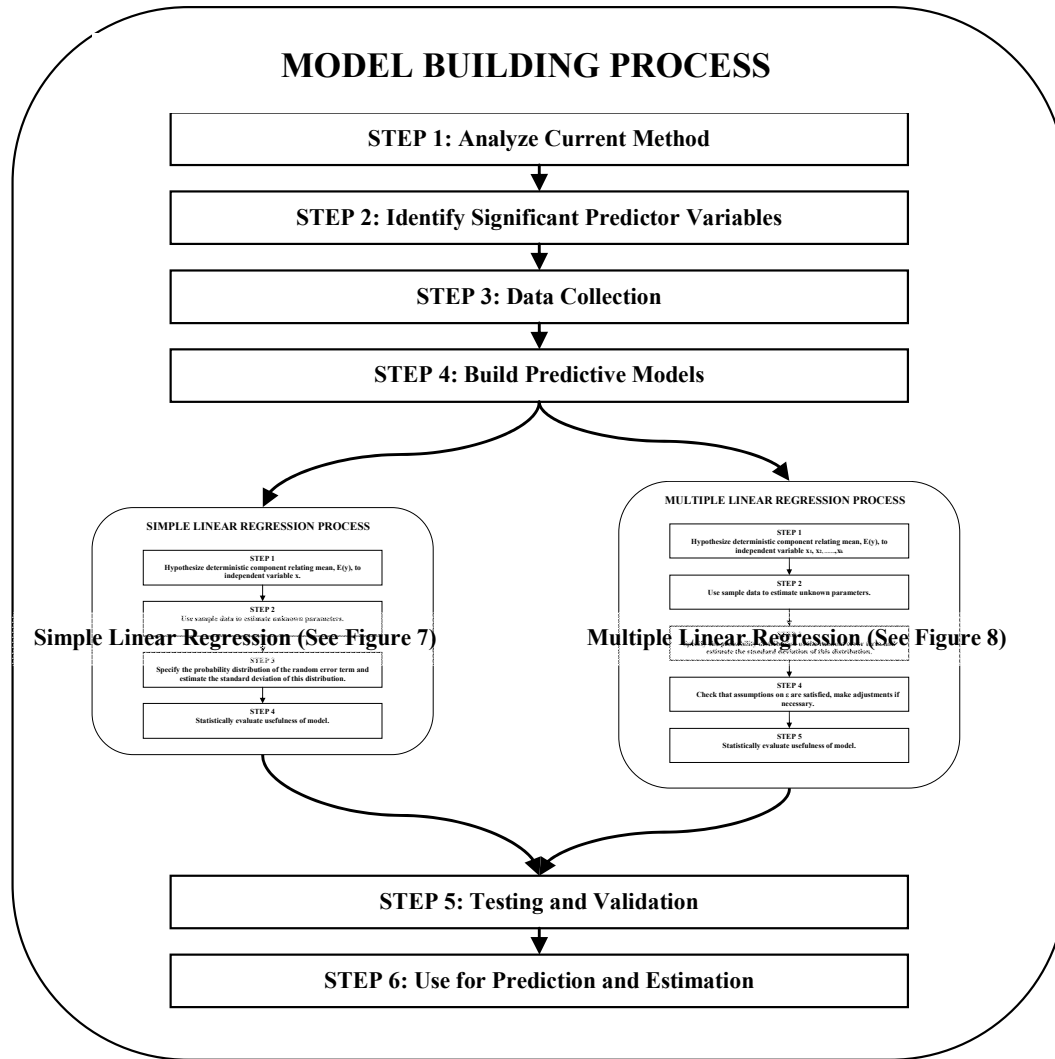 MODEL BUILDING PROCESS
STEP 1: Analyze Current Method
STEP 2: Identify Significant Predictor Variables
STEP 3: Data Collection
STEP 4: Build Predictive Models
SIMPLE LINEAR REGRESSION PROCESS
STEP 1
Hypothesize deterministic component relating mean, E(y), to
independent variable x.
STEP 2
Use sample data to estimate unknown parameters.
Simple Linear Regression (See Figure 7)
STEP 3
Specify the probability distribution of the random error term and
estimate the standard deviation of this distribution.
STEP 4
Statistically evaluate usefulness of model.
MULTIPLE LINEAR REGRESSION PROCESS
STEP 1
Hypothesize deterministic component relating mean, E(y), to
independent variable x₁, x₂,......,xₖ
STEP 2
Use sample data to estimate unknown parameters.
Multiple Linear Regression (See Figure 8)
estimate the standard deviation of this distribution.
STEP 4
Check that assumptions on ε are satisfied, make adjustments if
necessary.
STEP 5
Statistically evaluate usefulness of model.
STEP 5: Testing and Validation
STEP 6: Use for Prediction and Estimation